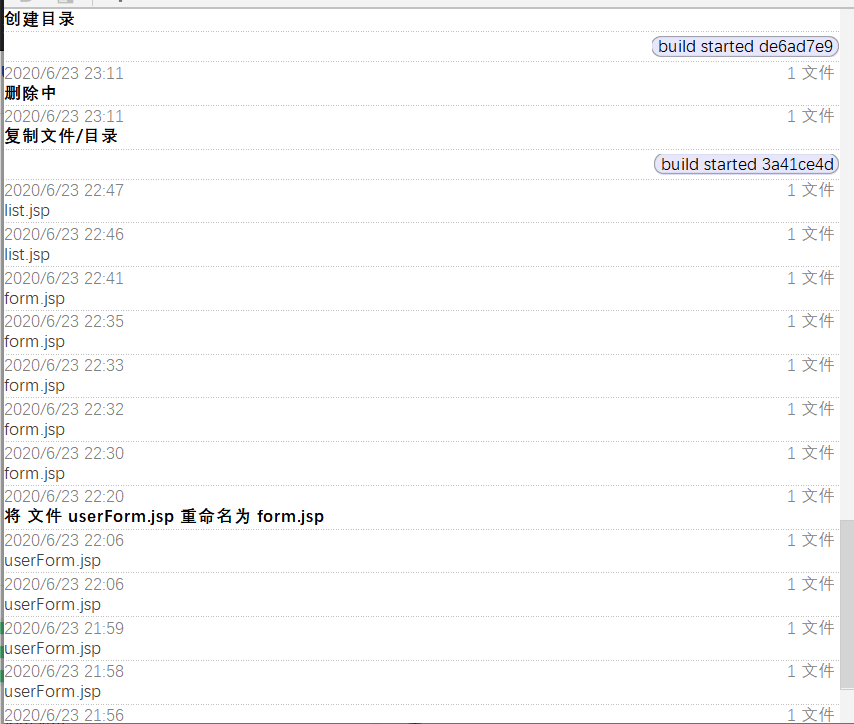 创建目录
build started de6ad7e9
2020/6/23 23:11 1 文件
删除中
2020/6/23 23:11 1 文件
复制文件/目录
build started 3a41ce4d
2020/6/23 22:47 1 文件
list.jsp
2020/6/23 22:46 1 文件
list.jsp
2020/6/23 22:41 1 文件
form.jsp
2020/6/23 22:35 1 文件
form.jsp
2020/6/23 22:33 1 文件
form.jsp
2020/6/23 22:32 1 文件
form.jsp
2020/6/23 22:30 1 文件
form.jsp
2020/6/23 22:20 1 文件
将 文件 userForm.jsp 重命名为 form.jsp
2020/6/23 22:06 1 文件
userForm.jsp
2020/6/23 22:06 1 文件
userForm.jsp
2020/6/23 21:59 1 文件
userForm.jsp
2020/6/23 21:58 1 文件
userForm.jsp
2020/6/23 21:56 1 文件